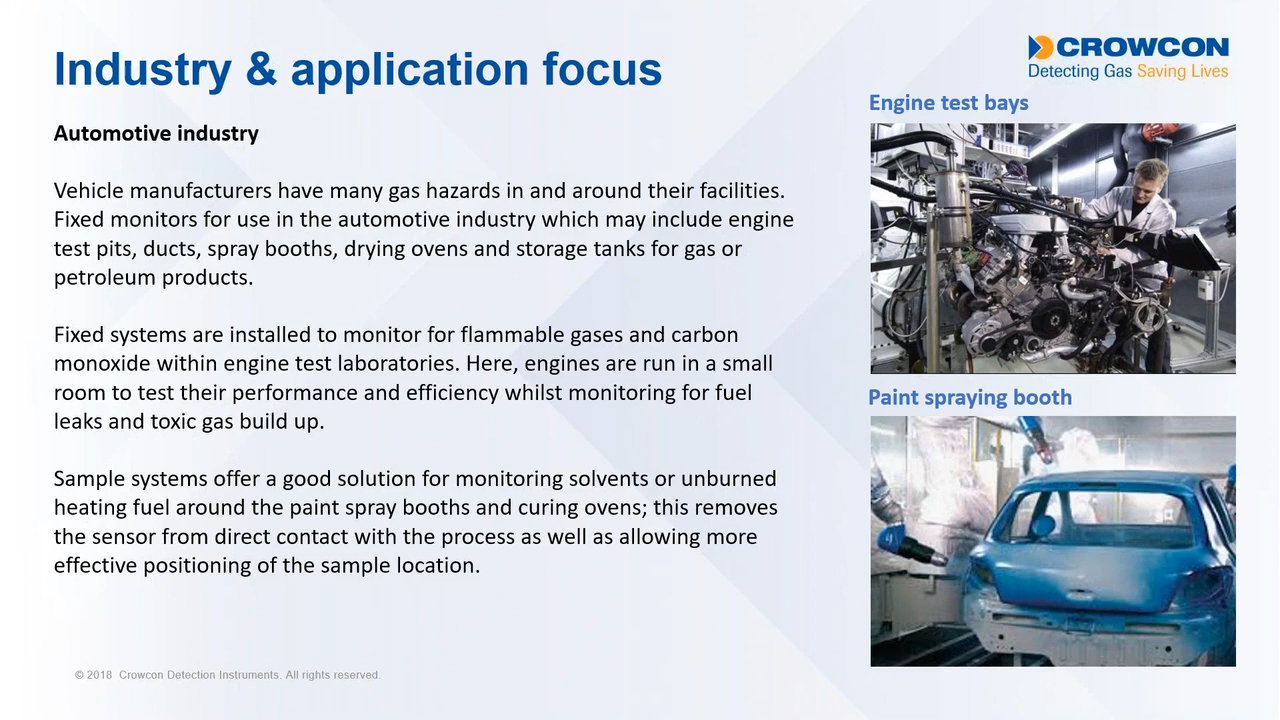 Industry & application focus
CROWCON
Detecting Gas Saving Lives
Automotive industry
Vehicle manufacturers have many gas hazards in and around their facilities.
Fixed monitors for use in the automotive industry which may include engine
test pits, ducts, spray booths, drying ovens and storage tanks for gas or
petroleum products.
Fixed systems are installed to monitor for flammable gases and carbon
monoxide within engine test laboratories. Here, engines are run in a small
room to test their performance and efficiency whilst monitoring for fuel
leaks and toxic gas build up.
Sample systems offer a good solution for monitoring solvents or unburned
heating fuel around the paint spray booths and curing ovens; this removes
the sensor from direct contact with the process as well as allowing more
effective positioning of the sample location.
Engine test bays
Paint spraying booth
© 2018 Crowcon Detection Instruments. All rights reserved.